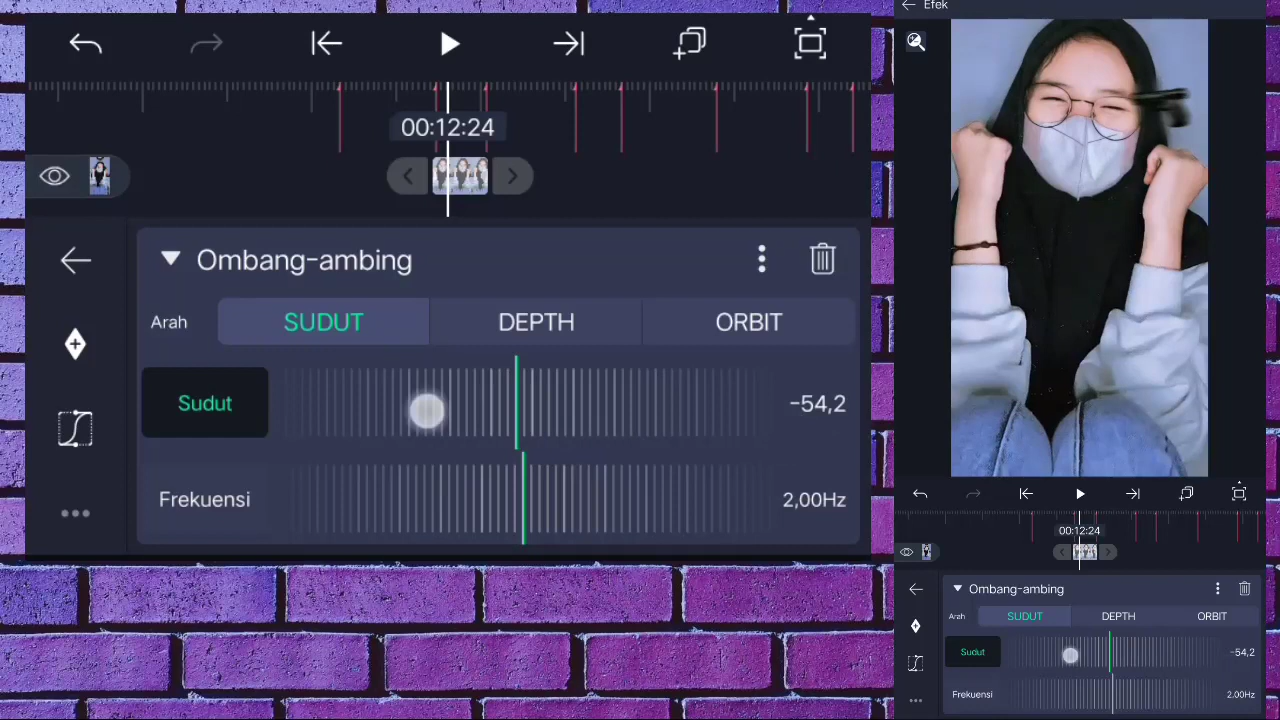 00:12:24
Ombang-ambing
Arah
SUDUT
DEPTH
ORBIT
Sudut
-54,2
Frekuensi
2,00Hz
Efek
00:12:24
Ombang-ambing
Arah
SUDUT
DEPTH
ORBIT
Sudut
-54,2
Frekuensi
2,00Hz